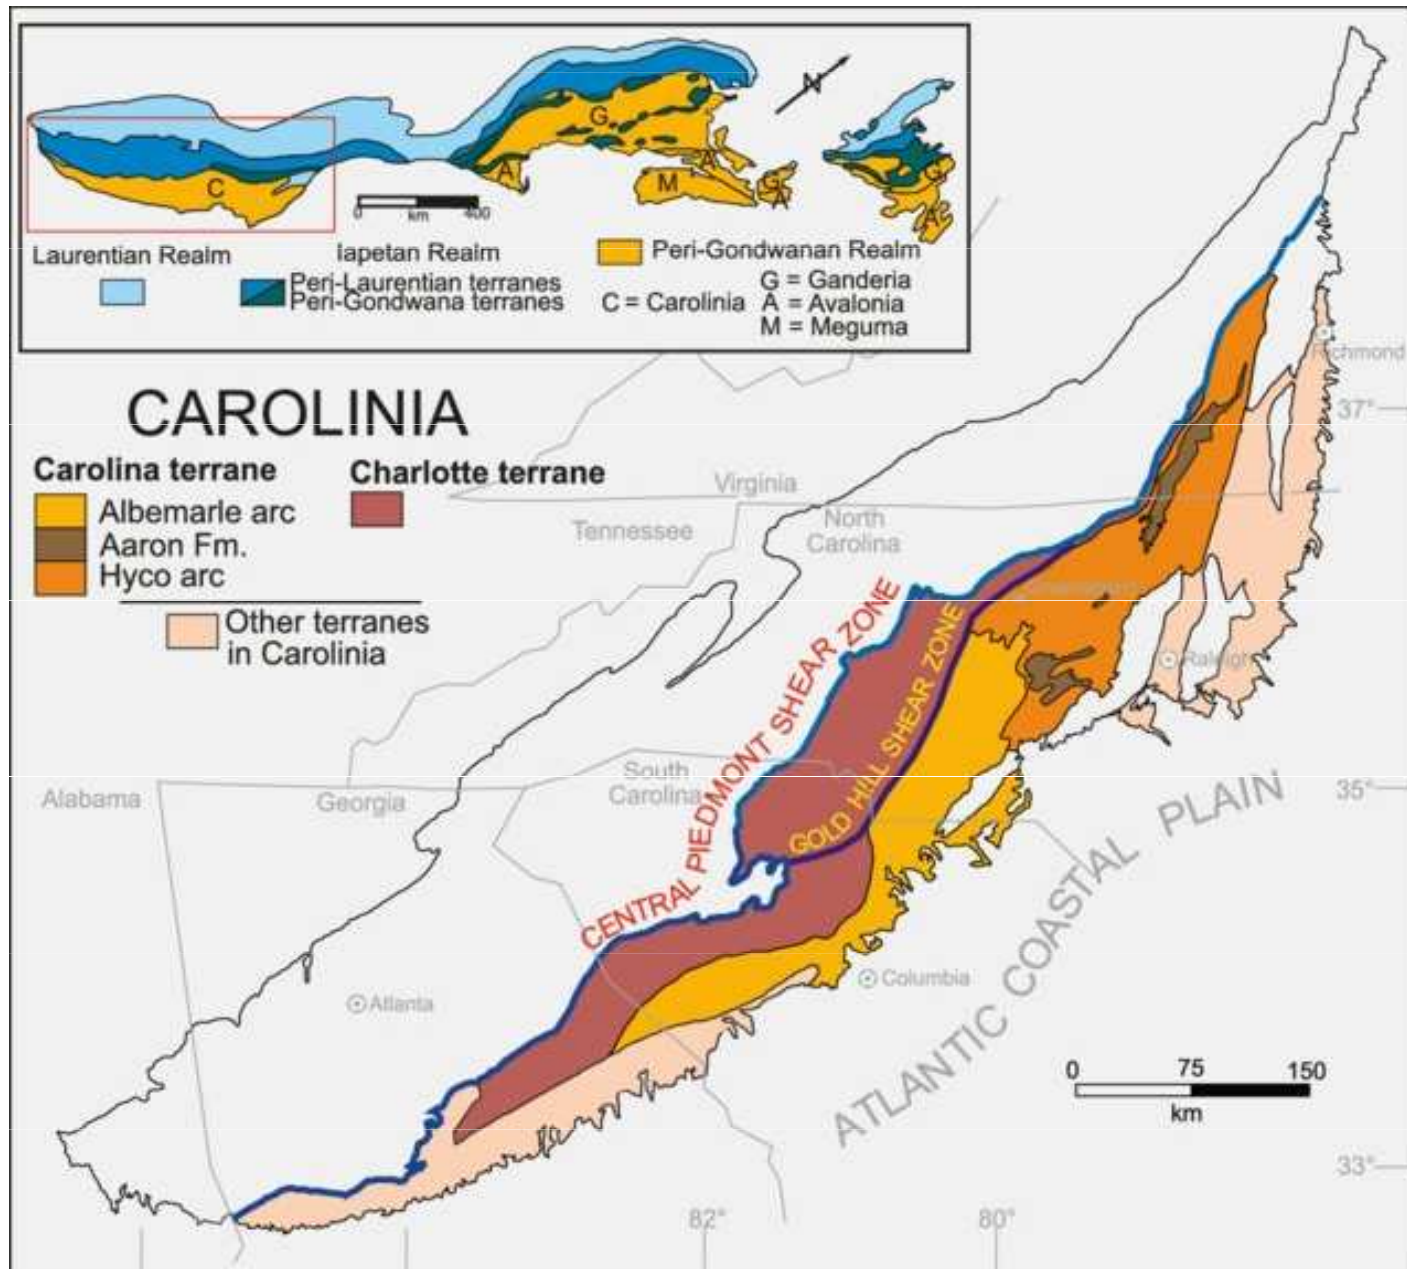 N
G
A
A
C
M
G
A
G
A
0 400
km
Laurentian Realm
Iapetan Realm
Peri-Gondwanan Realm
Peri-Laurentian terranes
Peri-Gondwana terranes
G = Ganderia
C = Carolinia
A = Avalonia
M = Meguma
CAROLINIA
Carolina terrane
Charlotte terrane
Albemarle arc
Aaron Fm.
Hyco arc
Other terranes
in Carolinia
Richmond
37°
Virginia
Tennessee
North
Carolina
CENTRAL PIEDMONT SHEAR ZONE
GOLD HILL SHEAR ZONE
Raleigh
South
Carolina
Alabama
Georgia
35°
ATLANTIC COASTAL PLAIN
Columbia
Atlanta
0 75 150
km
33°
82°
80°